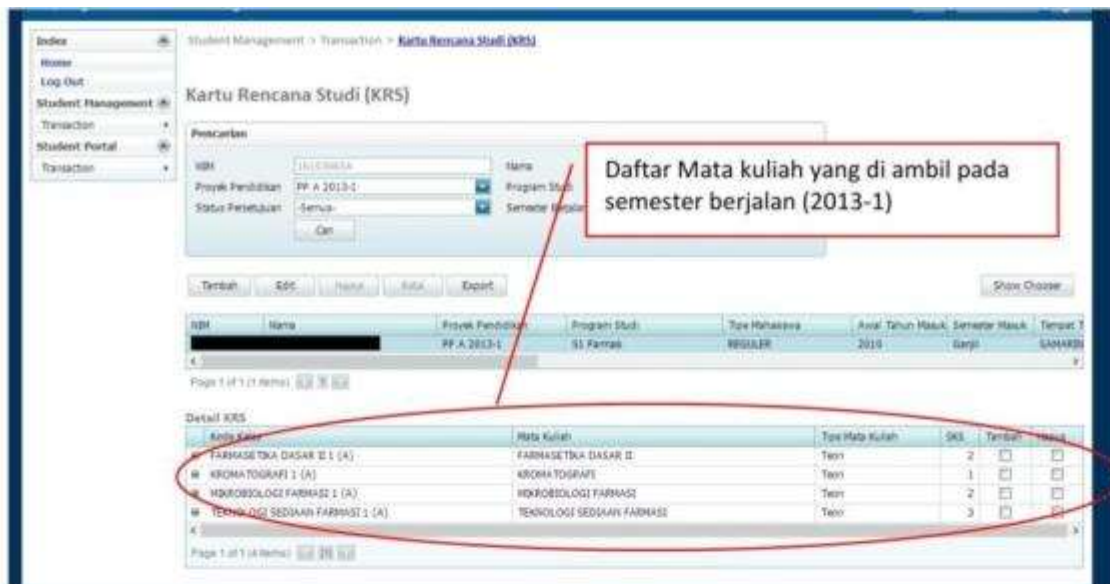 Index
Home
Log Out
Student Management
Transaction
Student Portal
Transaction
Student Management > Transaction > Kartu Rencana Studi (KRS)
Kartu Rencana Studi (KRS)
Pencarian
NIM
Nama
Proyek Pendidikan PP A 2013-1 Program Studi
Status Persetujuan -Semua- Semester Berjalan
Cari
Daftar Mata kuliah yang di ambil pada
semester berjalan (2013-1)
Tambah Edit Hapus Export Show Chooser
NIM Nama Proyek Pendidikan Program Studi Tipe Mahasiswa Awal Tahun Masuk Semester Masuk Tempat T
PP A 2013-1 S1 Farmasi REGULER 2010 Ganjil SAMARIN
Page 1 of 1 (1 items) 1
Detail KRS
Kode Kelas Mata Kuliah Tipe Mata Kuliah SKS Tambah Hapus
FARMASETIKA DASAR II 1 (A) FARMASETIKA DASAR II Teori 2
KROMATOGRAFI 1 (A) KROMATOGRAFI Teori 1
MIKROBIOLOGI FARMASI 1 (A) MIKROBIOLOGI FARMASI Teori 2
TEKNOLOGI SEDIAAN FARMASI 1 (A) TEKNOLOGI SEDIAAN FARMASI Teori 3
Page 1 of 1 (4 items) [1]